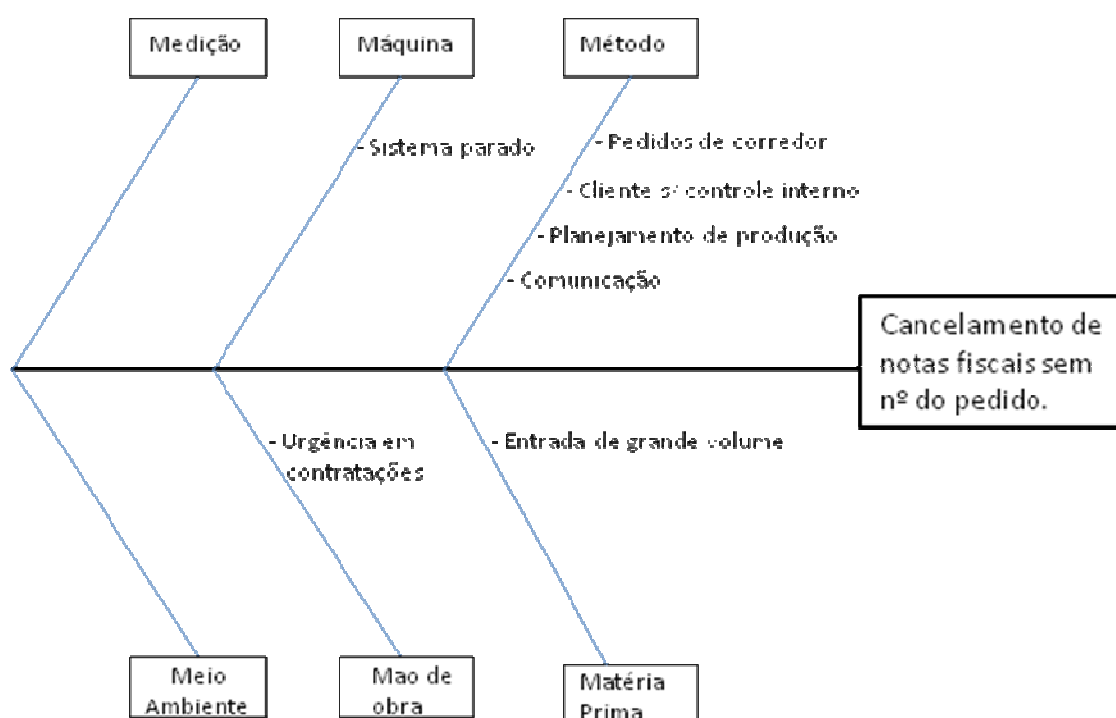 Medição
Máquina
Método
- Sistema parado
- Pedidos de corredor
- Cliente s/ controle interno
- Planejamento de produção
- Comunicação
Cancelamento de
notas fiscais sem
nº do pedido.
- Urgência em
contratações
- Entrada de grande volume
Meio
Ambiente
Mao de
obra
Matéria
Prima